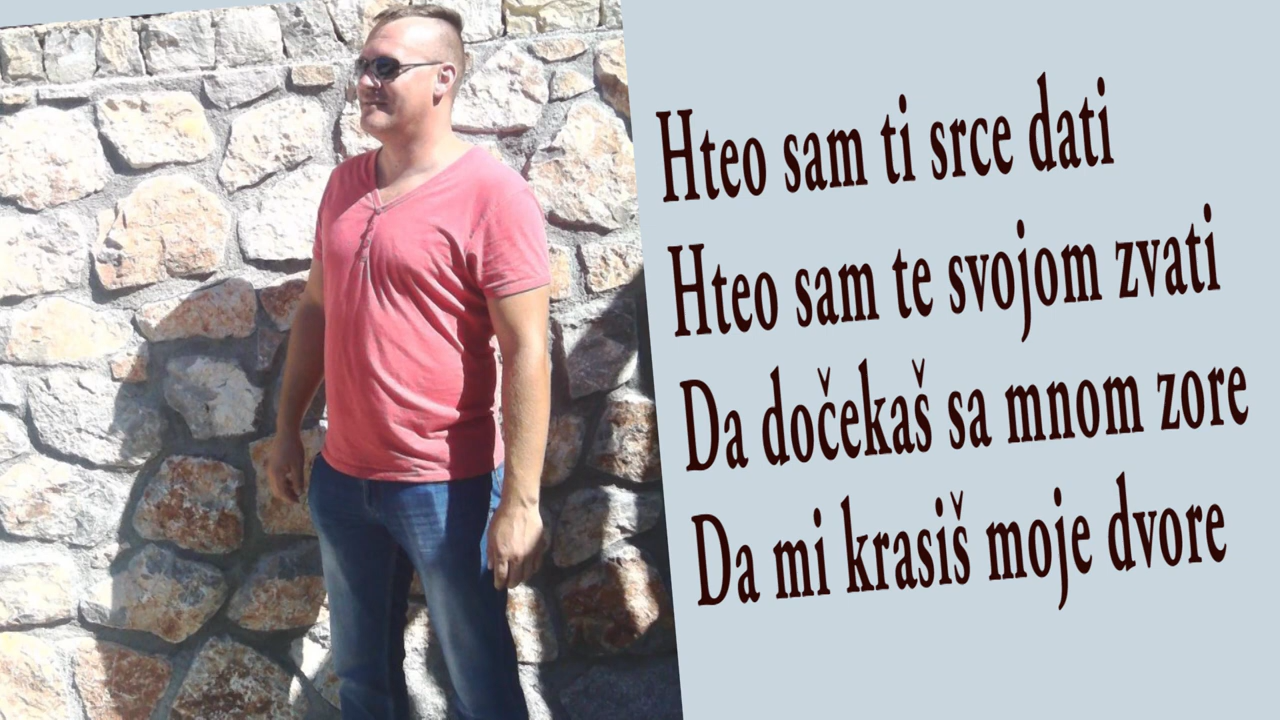 Hteo sam ti srce dati
Hteo sam te svojom zvati
Da dočekaš sa mnom zore
Da mi krasiš moje dvore